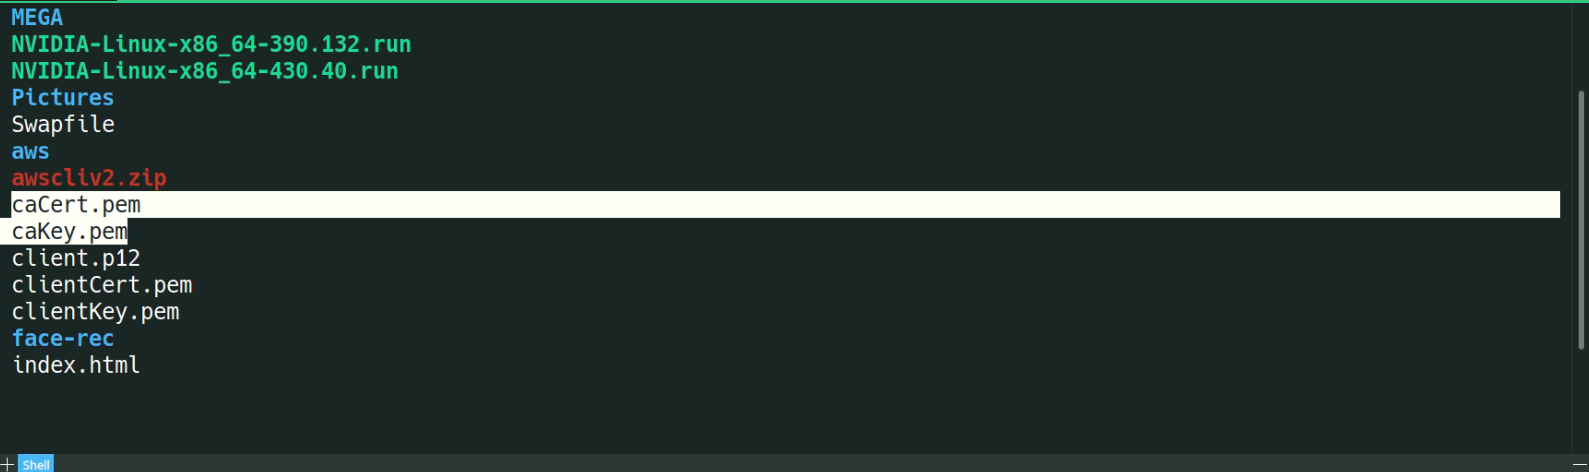 MEGA
NVIDIA-Linux-x86_64-390.132.run
NVIDIA-Linux-x86_64-430.40.run
Pictures
Swapfile
aws
awscliv2.zip
caCert.pem
caKey.pem
client.p12
clientCert.pem
clientKey.pem
face-rec
index.html
Shell